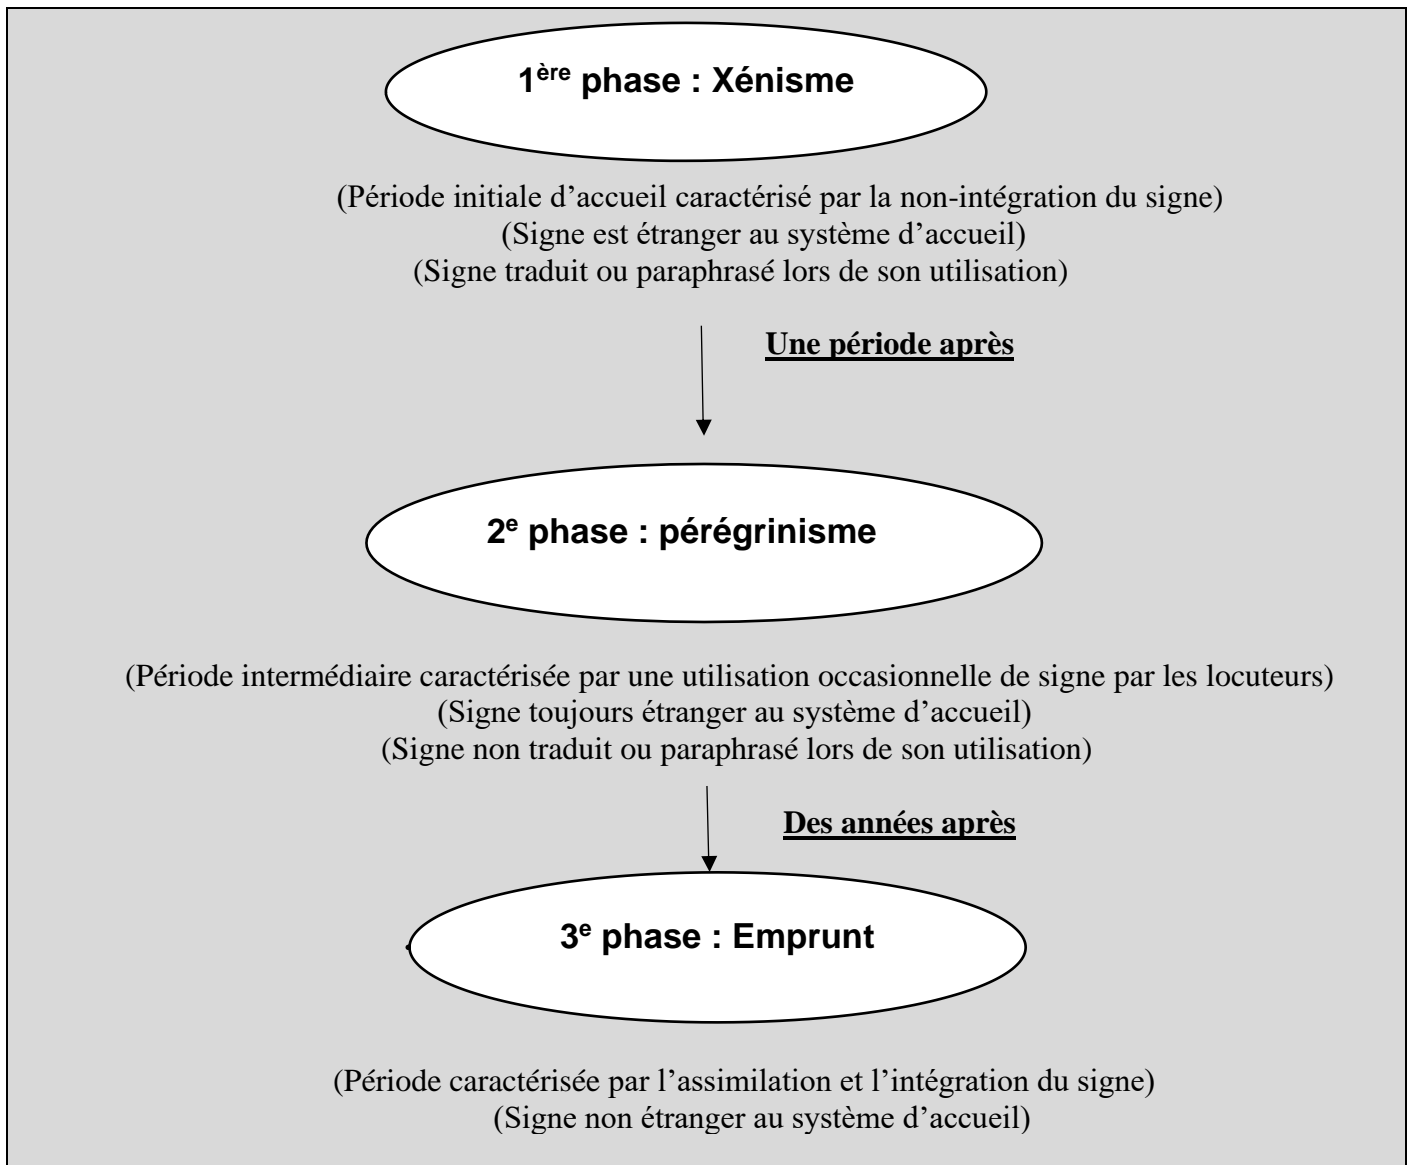 1ère phase : Xénisme
(Période initiale d’accueil caractérisé par la non-intégration du signe)
(Signe est étranger au système d’accueil)
(Signe traduit ou paraphrasé lors de son utilisation)
Une période après
2e phase : pérégrinisme
(Période intermédiaire caractérisée par une utilisation occasionnelle de signe par les locuteurs)
(Signe toujours étranger au système d’accueil)
(Signe non traduit ou paraphrasé lors de son utilisation)
Des années après
3e phase : Emprunt
(Période caractérisée par l’assimilation et l’intégration du signe)
(Signe non étranger au système d’accueil)